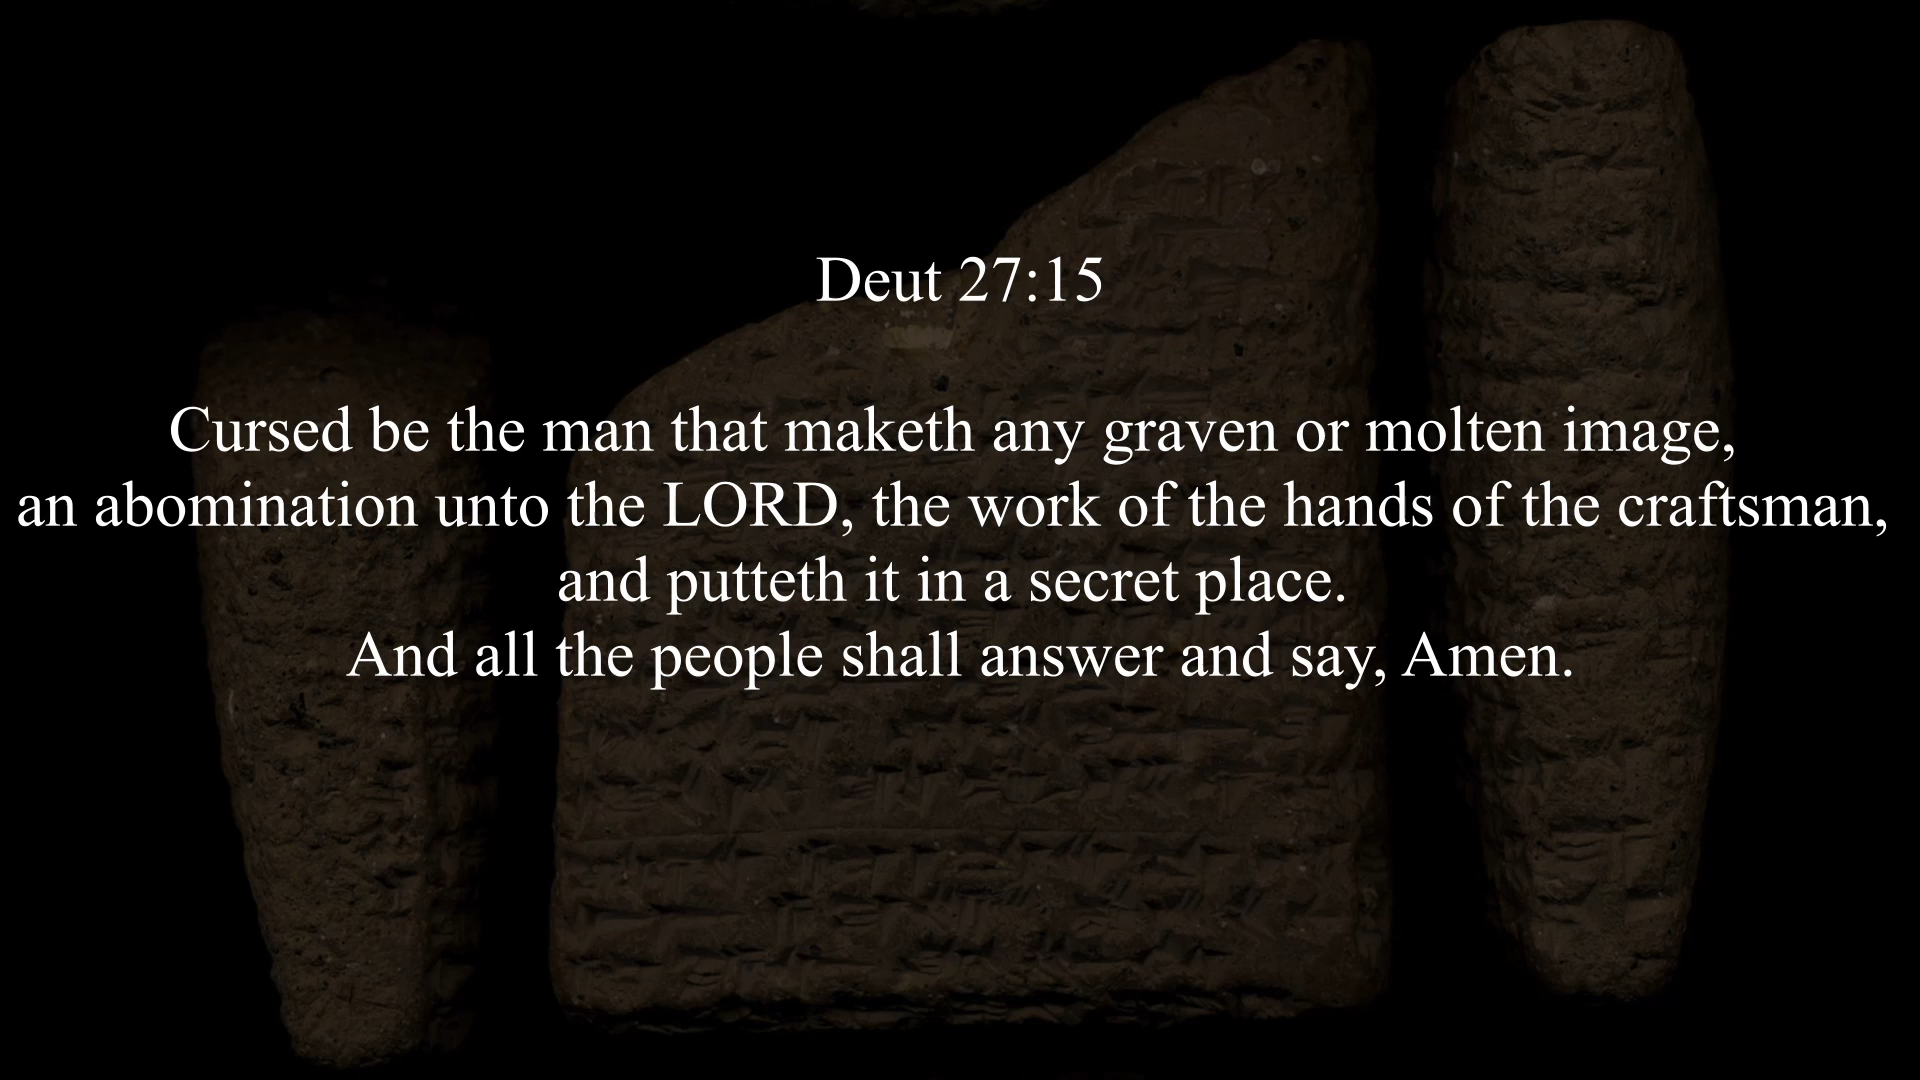 Deut 27:15
Cursed be the man that maketh any graven or molten image,
an abomination unto the LORD, the work of the hands of the craftsman,
and putteth it in a secret place.
And all the people shall answer and say, Amen.